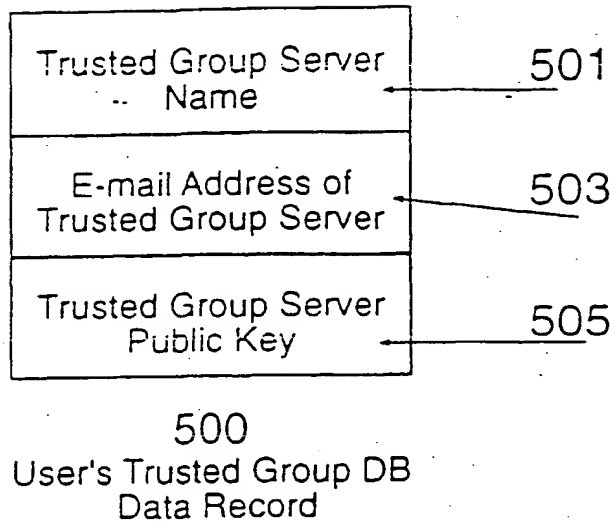 Trusted Group Server
Name
501
E-mail Address of
Trusted Group Server
503
Trusted Group Server
Public Key
505
500
User's Trusted Group DB
Data Record